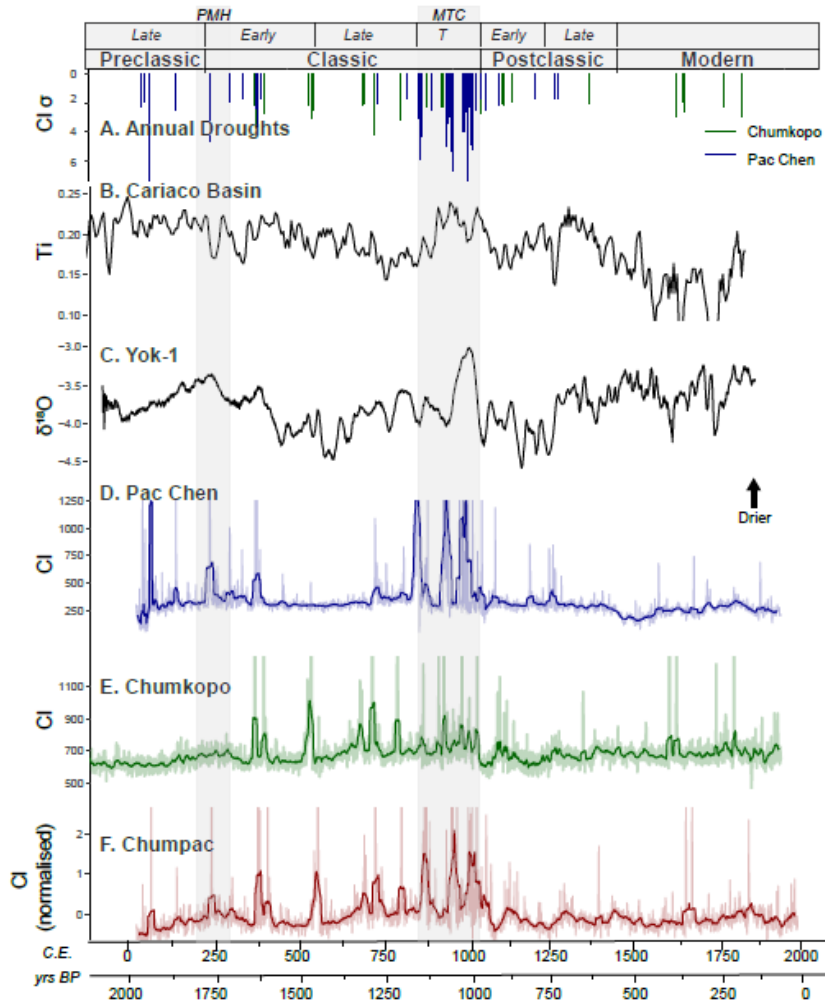 PMH MTC
Late Early Late T Early Late
Preclassic Classic Postclassic Modern
0
2
4
6
Cl σ
A. Annual Droughts
Chumkopo
Pac Chen
B. Cariaco Basin
0.25
0.20
0.15
0.10
Ti
C. Yok-1
-3.0
-3.5
-4.0
-4.5
δ¹⁸O
Drier
D. Pac Chen
1250
1000
750
500
250
Cl
E. Chumkopo
1100
900
700
500
Cl
F. Chumpac
2
1
0
Cl
(normalised)
C.E. 0 250 500 750 1000 1250 1500 1750 2000
yrs BP 2000 1750 1500 1250 1000 750 500 250 0